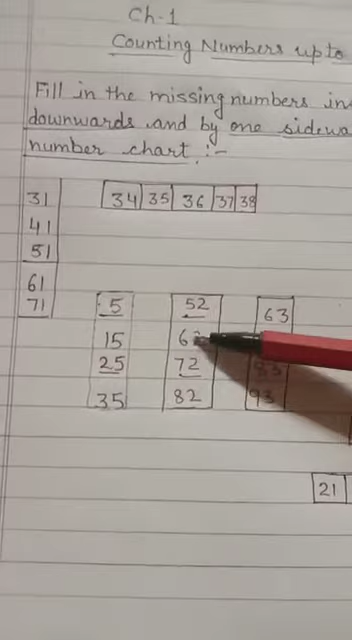 Ch-1
Counting Numbers up to
Fill in the missing numbers in
downwards and by one sidewa
number chart :-
31 34 35 36 37 38
41
51
61
71
5 52 63
15
25 72 83
35 82 93
21